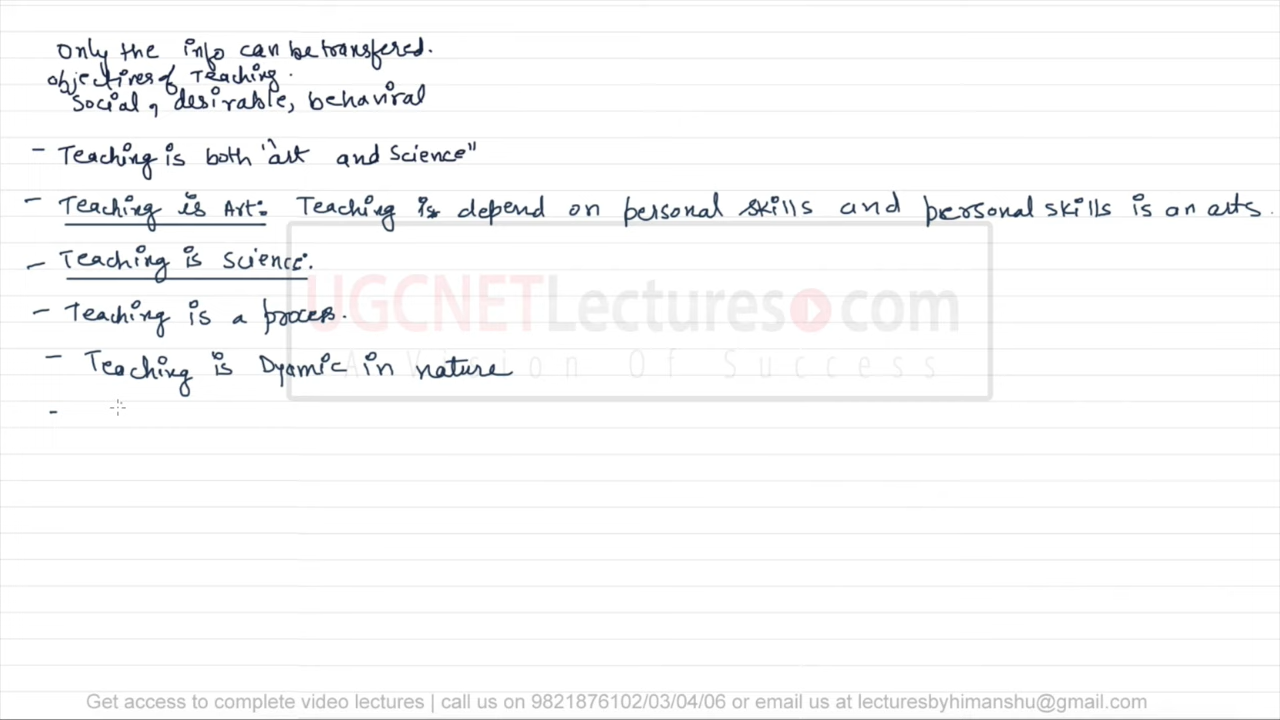 Only the info can be transfered.
objectives of Teaching.
Social, desirable, behaviral
- Teaching is both "art and Science"
- Teaching is Art: Teaching is depend on personal skills and personal skills is an arts.
- Teaching is Science:
- Teaching is a process.
- Teaching is Dyamic in nature
-
UGCNETLectures.com
A Vision Of Success
Get access to complete video lectures | call us on 9821876102/03/04/06 or email us at lecturesbyhimanshu@gmail.com